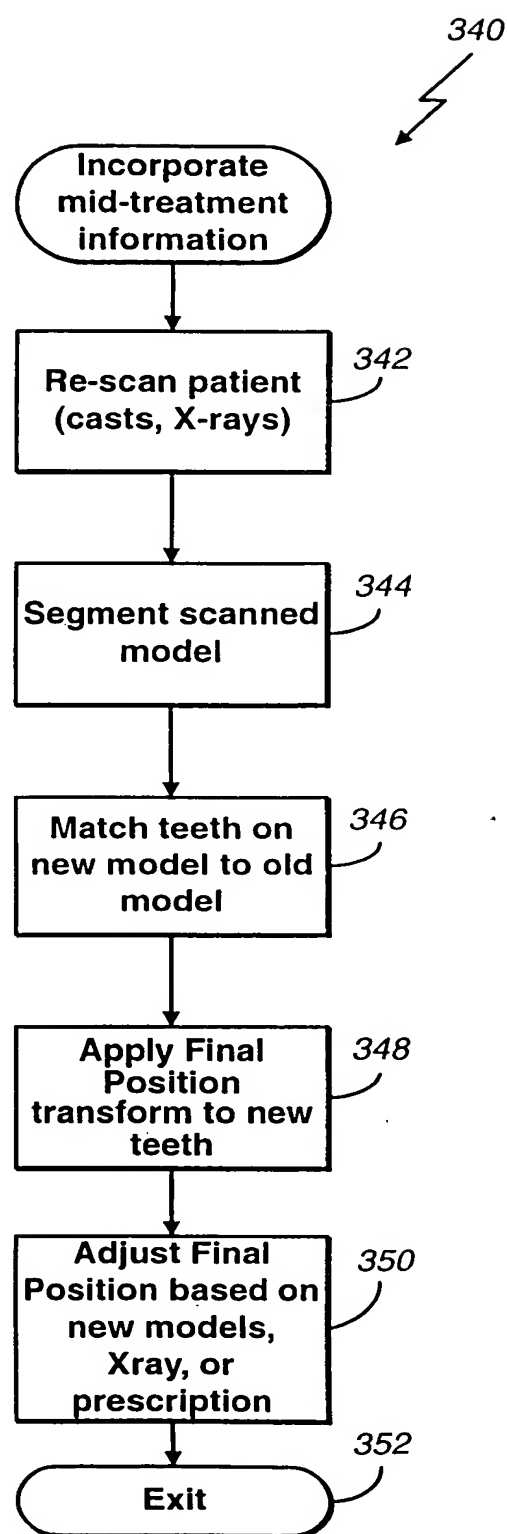 340
Incorporate
mid-treatment
information
342
Re-scan patient
(casts, X-rays)
344
Segment scanned
model
346
Match teeth on
new model to old
model
348
Apply Final
Position
transform to new
teeth
350
Adjust Final
Position based on
new models,
Xray, or
prescription
352
Exit